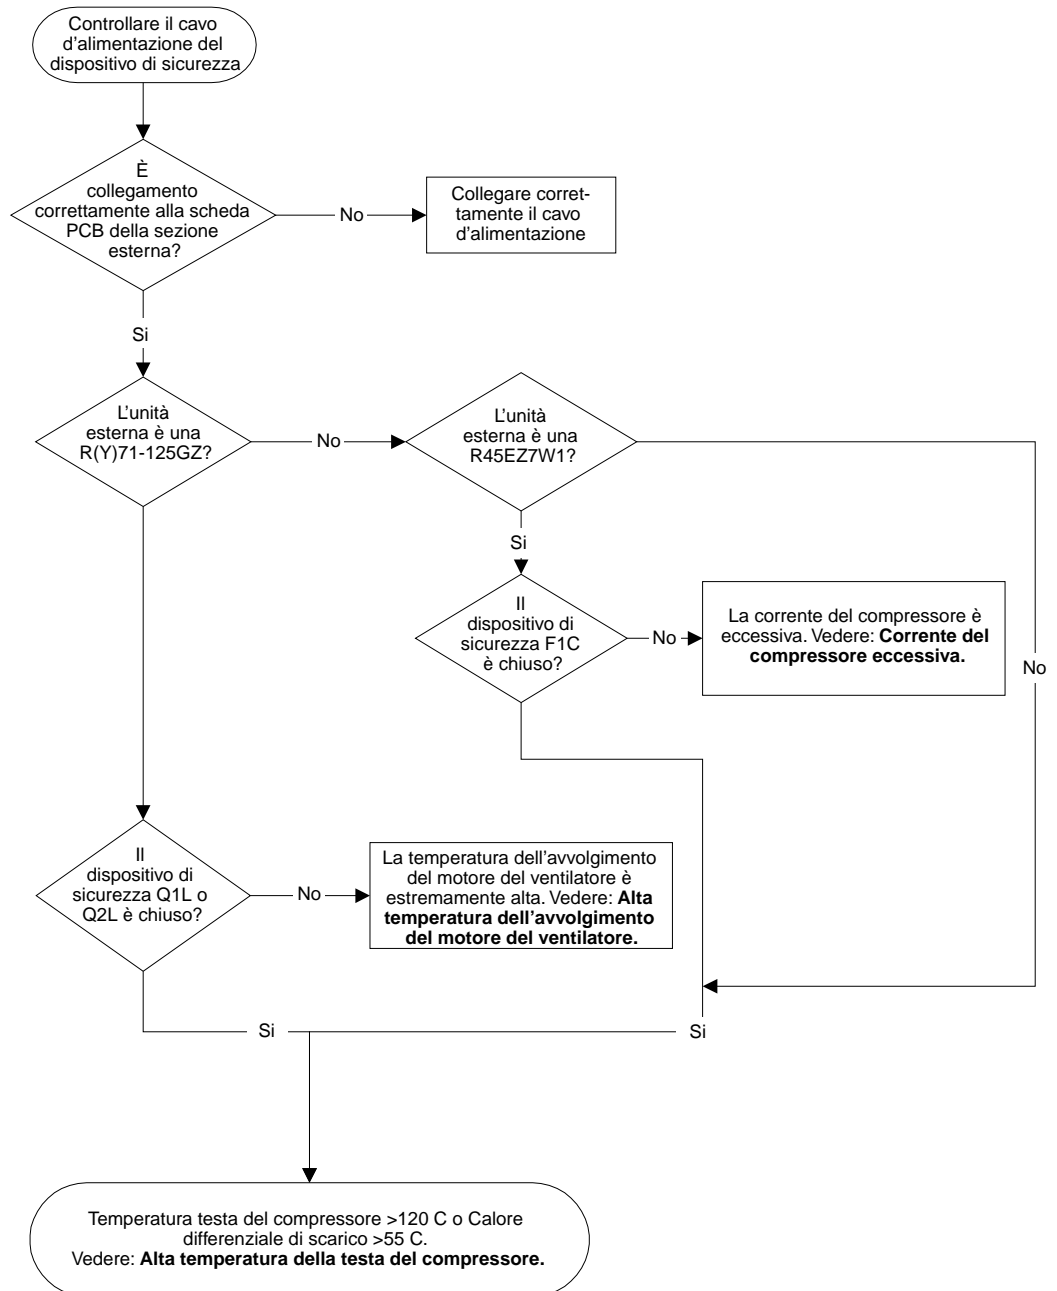 Controllare il cavo
d’alimentazione del
dispositivo di sicurezza
È
collegamento
correttamente alla scheda
PCB della sezione
esterna?
No
Collegare corret-
tamente il cavo
d’alimentazione
Si
L’unità
esterna è una
R(Y)71-125GZ?
No
L’unità
esterna è una
R45EZ7W1?
Si
Il
dispositivo di
sicurezza F1C
è chiuso?
No
La corrente del compressore è
eccessiva. Vedere: Corrente del
compressore eccessiva.
No
Il
dispositivo di
sicurezza Q1L o
Q2L è chiuso?
No
La temperatura dell’avvolgimento
del motore del ventilatore è
estremamente alta. Vedere: Alta
temperatura dell’avvolgimento
del motore del ventilatore.
Si
Si
Temperatura testa del compressore >120 C o Calore
differenziale di scarico >55 C.
Vedere: Alta temperatura della testa del compressore.